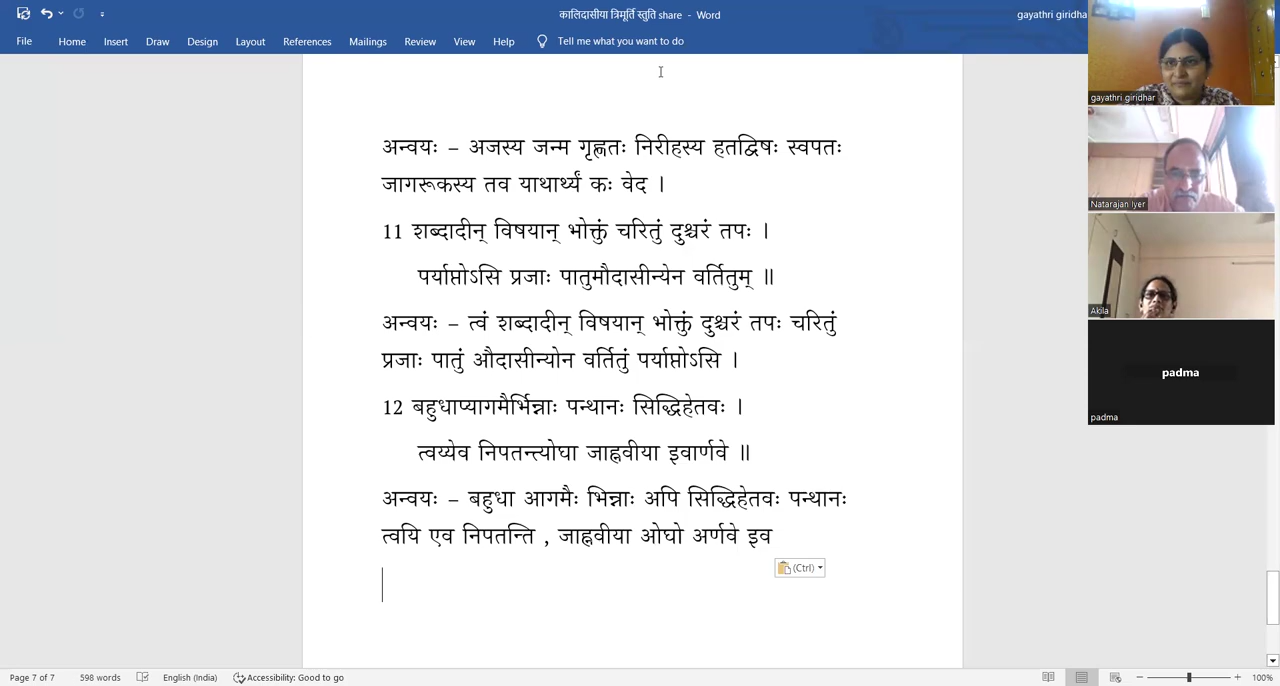 कालिदासीया त्रिमूर्ति स्तुति share - Word
gayathri giridha
File Home Insert Draw Design Layout References Mailings Review View Help Tell me what you want to do
अन्वयः – अजस्य जन्म गृह्णतः निरीहस्य हतद्विषः स्वपतः
जागरूकस्य तव याथार्थ्यं कः वेद ।
11 शब्दादीन् विषयान् भोक्तुं चरितुं दुश्चरं तपः ।
पर्याप्तोऽसि प्रजाः पातुमौदासीन्येन वर्तितुम् ॥
अन्वयः – त्वं शब्दादीन् विषयान् भोक्तुं दुश्चरं तपः चरितुं
प्रजाः पातुं औदासीन्योन वर्तितुं पर्याप्तोऽसि ।
12 बहुधाप्यागमैर्भिन्नाः पन्थानः सिद्धिहेतवः ।
त्वय्येव निपतन्त्योघा जाह्नवीया इवार्णवे ॥
अन्वयः – बहुधा आगमैः भिन्नाः अपि सिद्धिहेतवः पन्थानः
त्वयि एव निपतन्ति , जाह्नवीया ओघो अर्णवे इव
(Ctrl)
gayathri giridhar
Natarajan Iyer
Akila
padma
padma
Page 7 of 7 598 words English (India) Accessibility: Good to go 100%